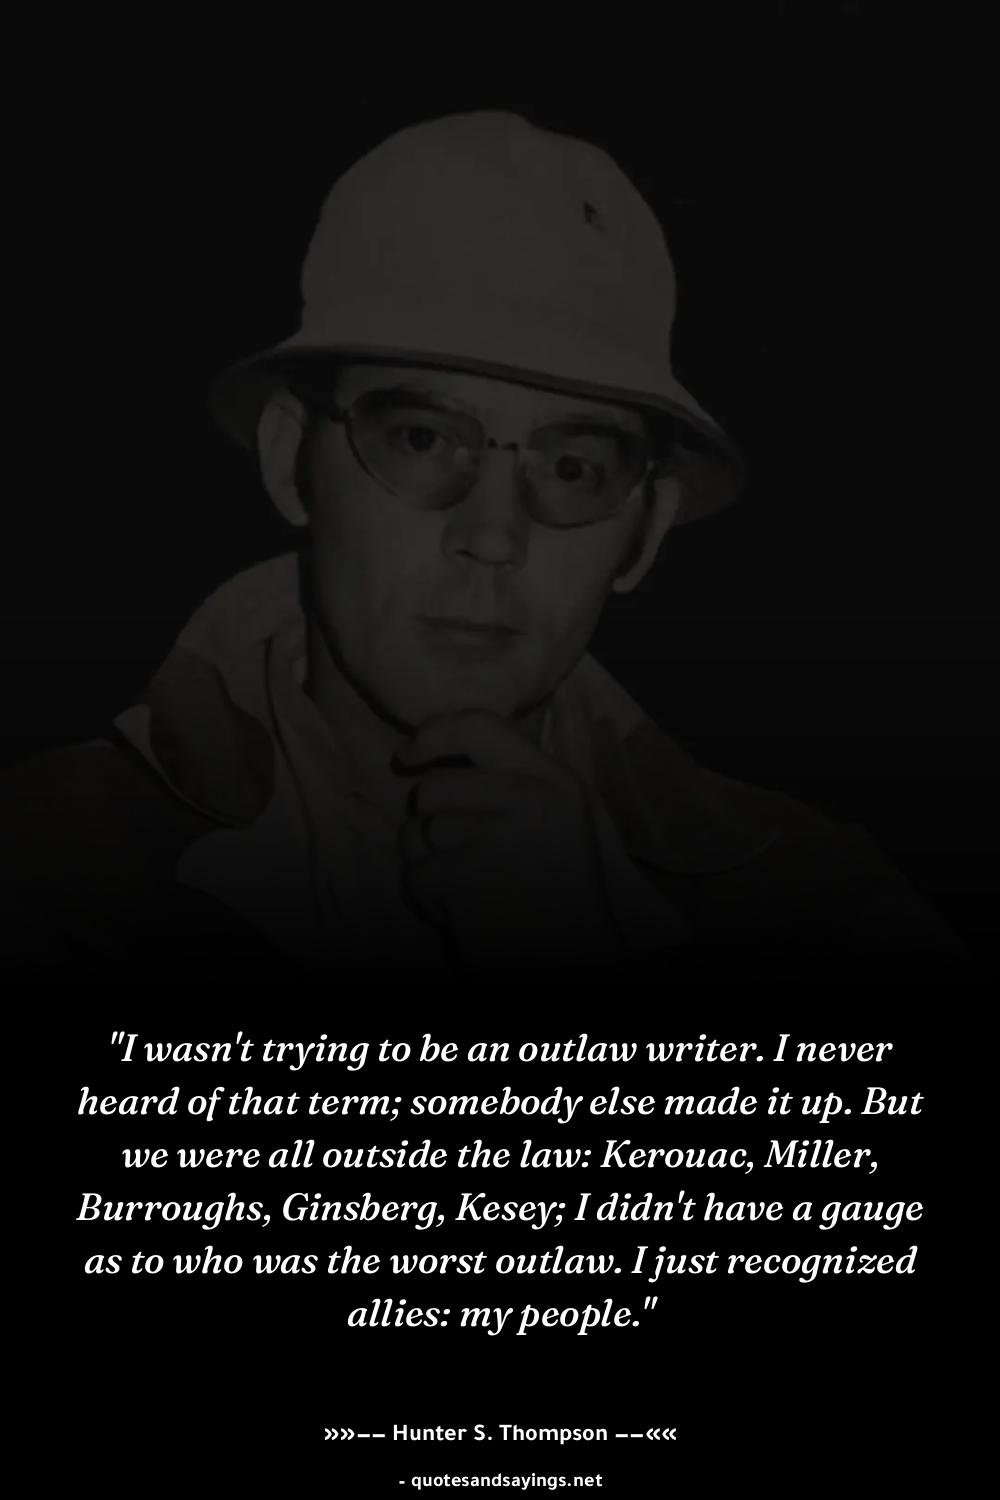 "I wasn't trying to be an outlaw writer. I never
heard of that term; somebody else made it up. But
we were all outside the law: Kerouac, Miller,
Burroughs, Ginsberg, Kesey; I didn't have a gauge
as to who was the worst outlaw. I just recognized
allies: my people."
»»−− Hunter S. Thompson −−««
- quotesandsayings.net